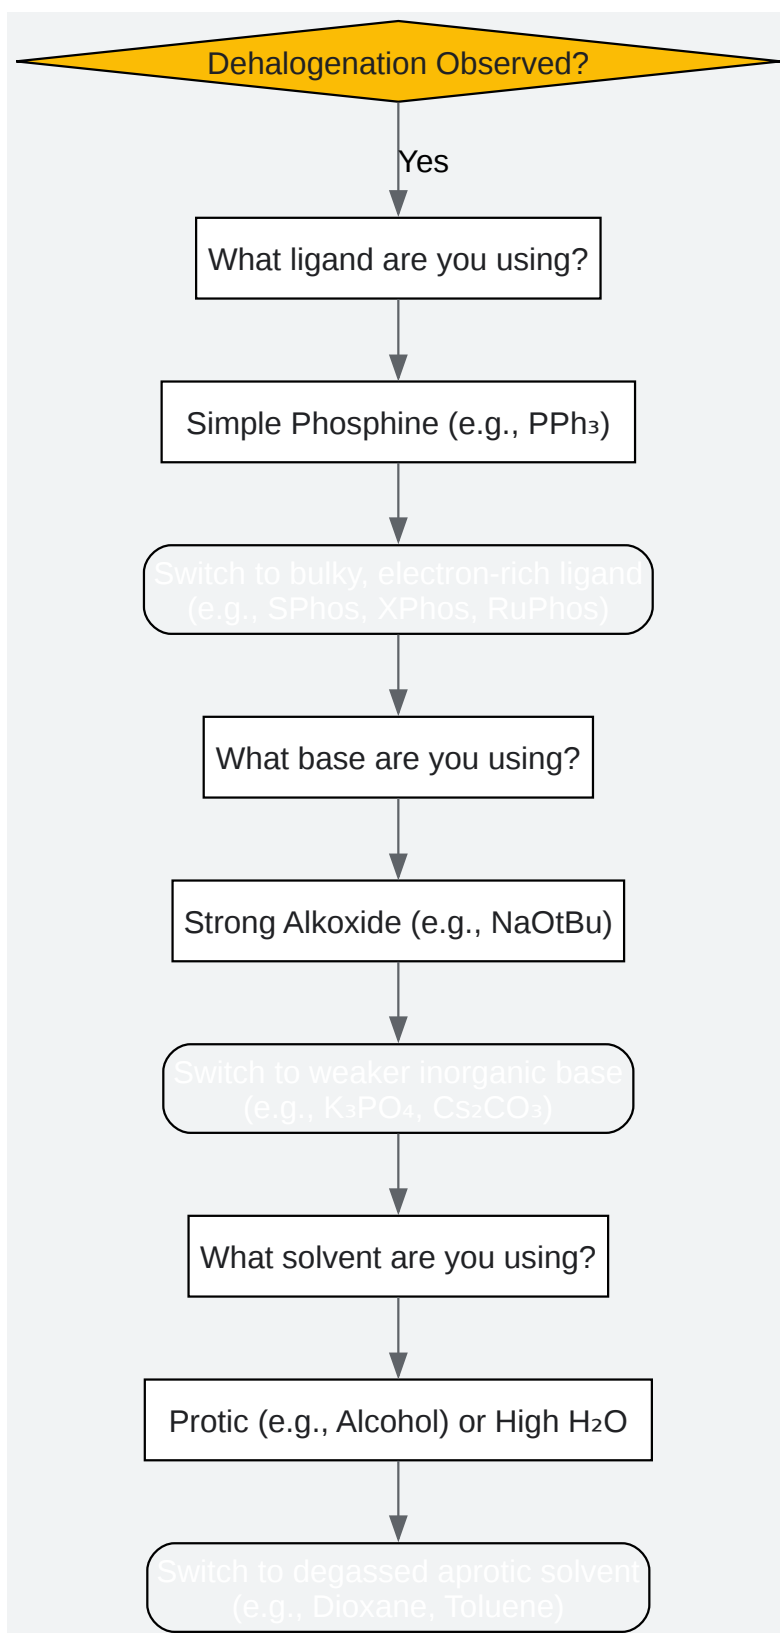 Dehalogenation Observed?
Yes
What ligand are you using?
Simple Phosphine (e.g., PPh₃)
Switch to bulky, electron-rich ligand
(e.g., SPhos, XPhos, RuPhos)
What base are you using?
Strong Alkoxide (e.g., NaOtBu)
Switch to weaker inorganic base
(e.g., K₃PO₄, Cs₂CO₃)
What solvent are you using?
Protic (e.g., Alcohol) or High H₂O
Switch to degassed aprotic solvent
(e.g., Dioxane, Toluene)